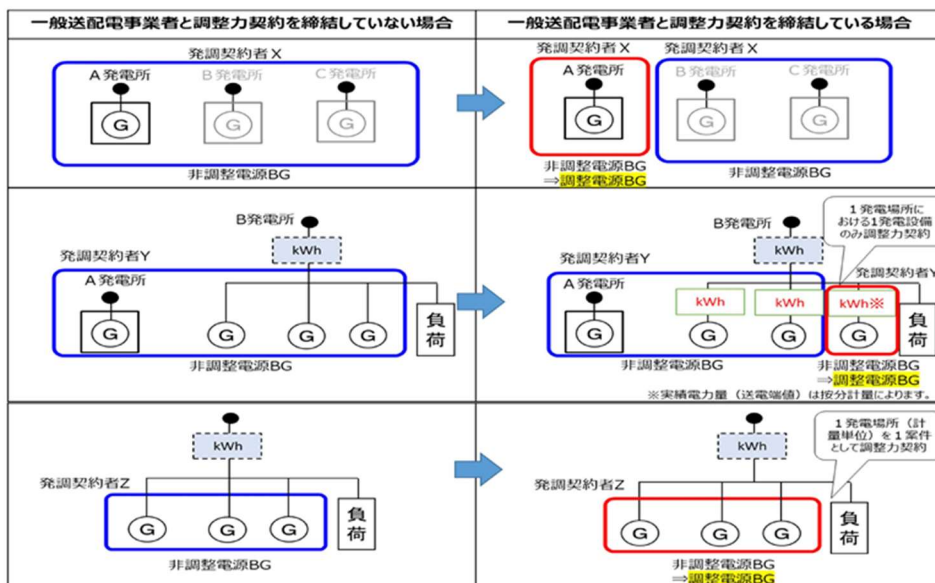 一般送配電事業者と調整力契約を締結していない場合
一般送配電事業者と調整力契約を締結している場合
発調契約者X
A発電所
B発電所
C発電所
G
G
G
非調整電源BG
発調契約者X
発調契約者X
A発電所
B発電所
C発電所
G
G
G
非調整電源BG
⇒調整電源BG
非調整電源BG
B発電所
kWh
発調契約者Y
A発電所
G
G
G
G
負荷
非調整電源BG
1発電場所に
おける1発電設備
のみ調整力契約
B発電所
kWh
発調契約者Y
発調契約者Y
A発電所
kWh
kWh
kWh※
G
G
G
G
負荷
非調整電源BG
非調整電源BG
⇒調整電源BG
※実績電力量（送電端値）は按分計量によります。
kWh
発調契約者Z
G
G
G
負荷
非調整電源BG
1発電場所（計
量単位）を1案件
として調整力契約
kWh
発調契約者Z
G
G
G
負荷
非調整電源BG
⇒調整電源BG